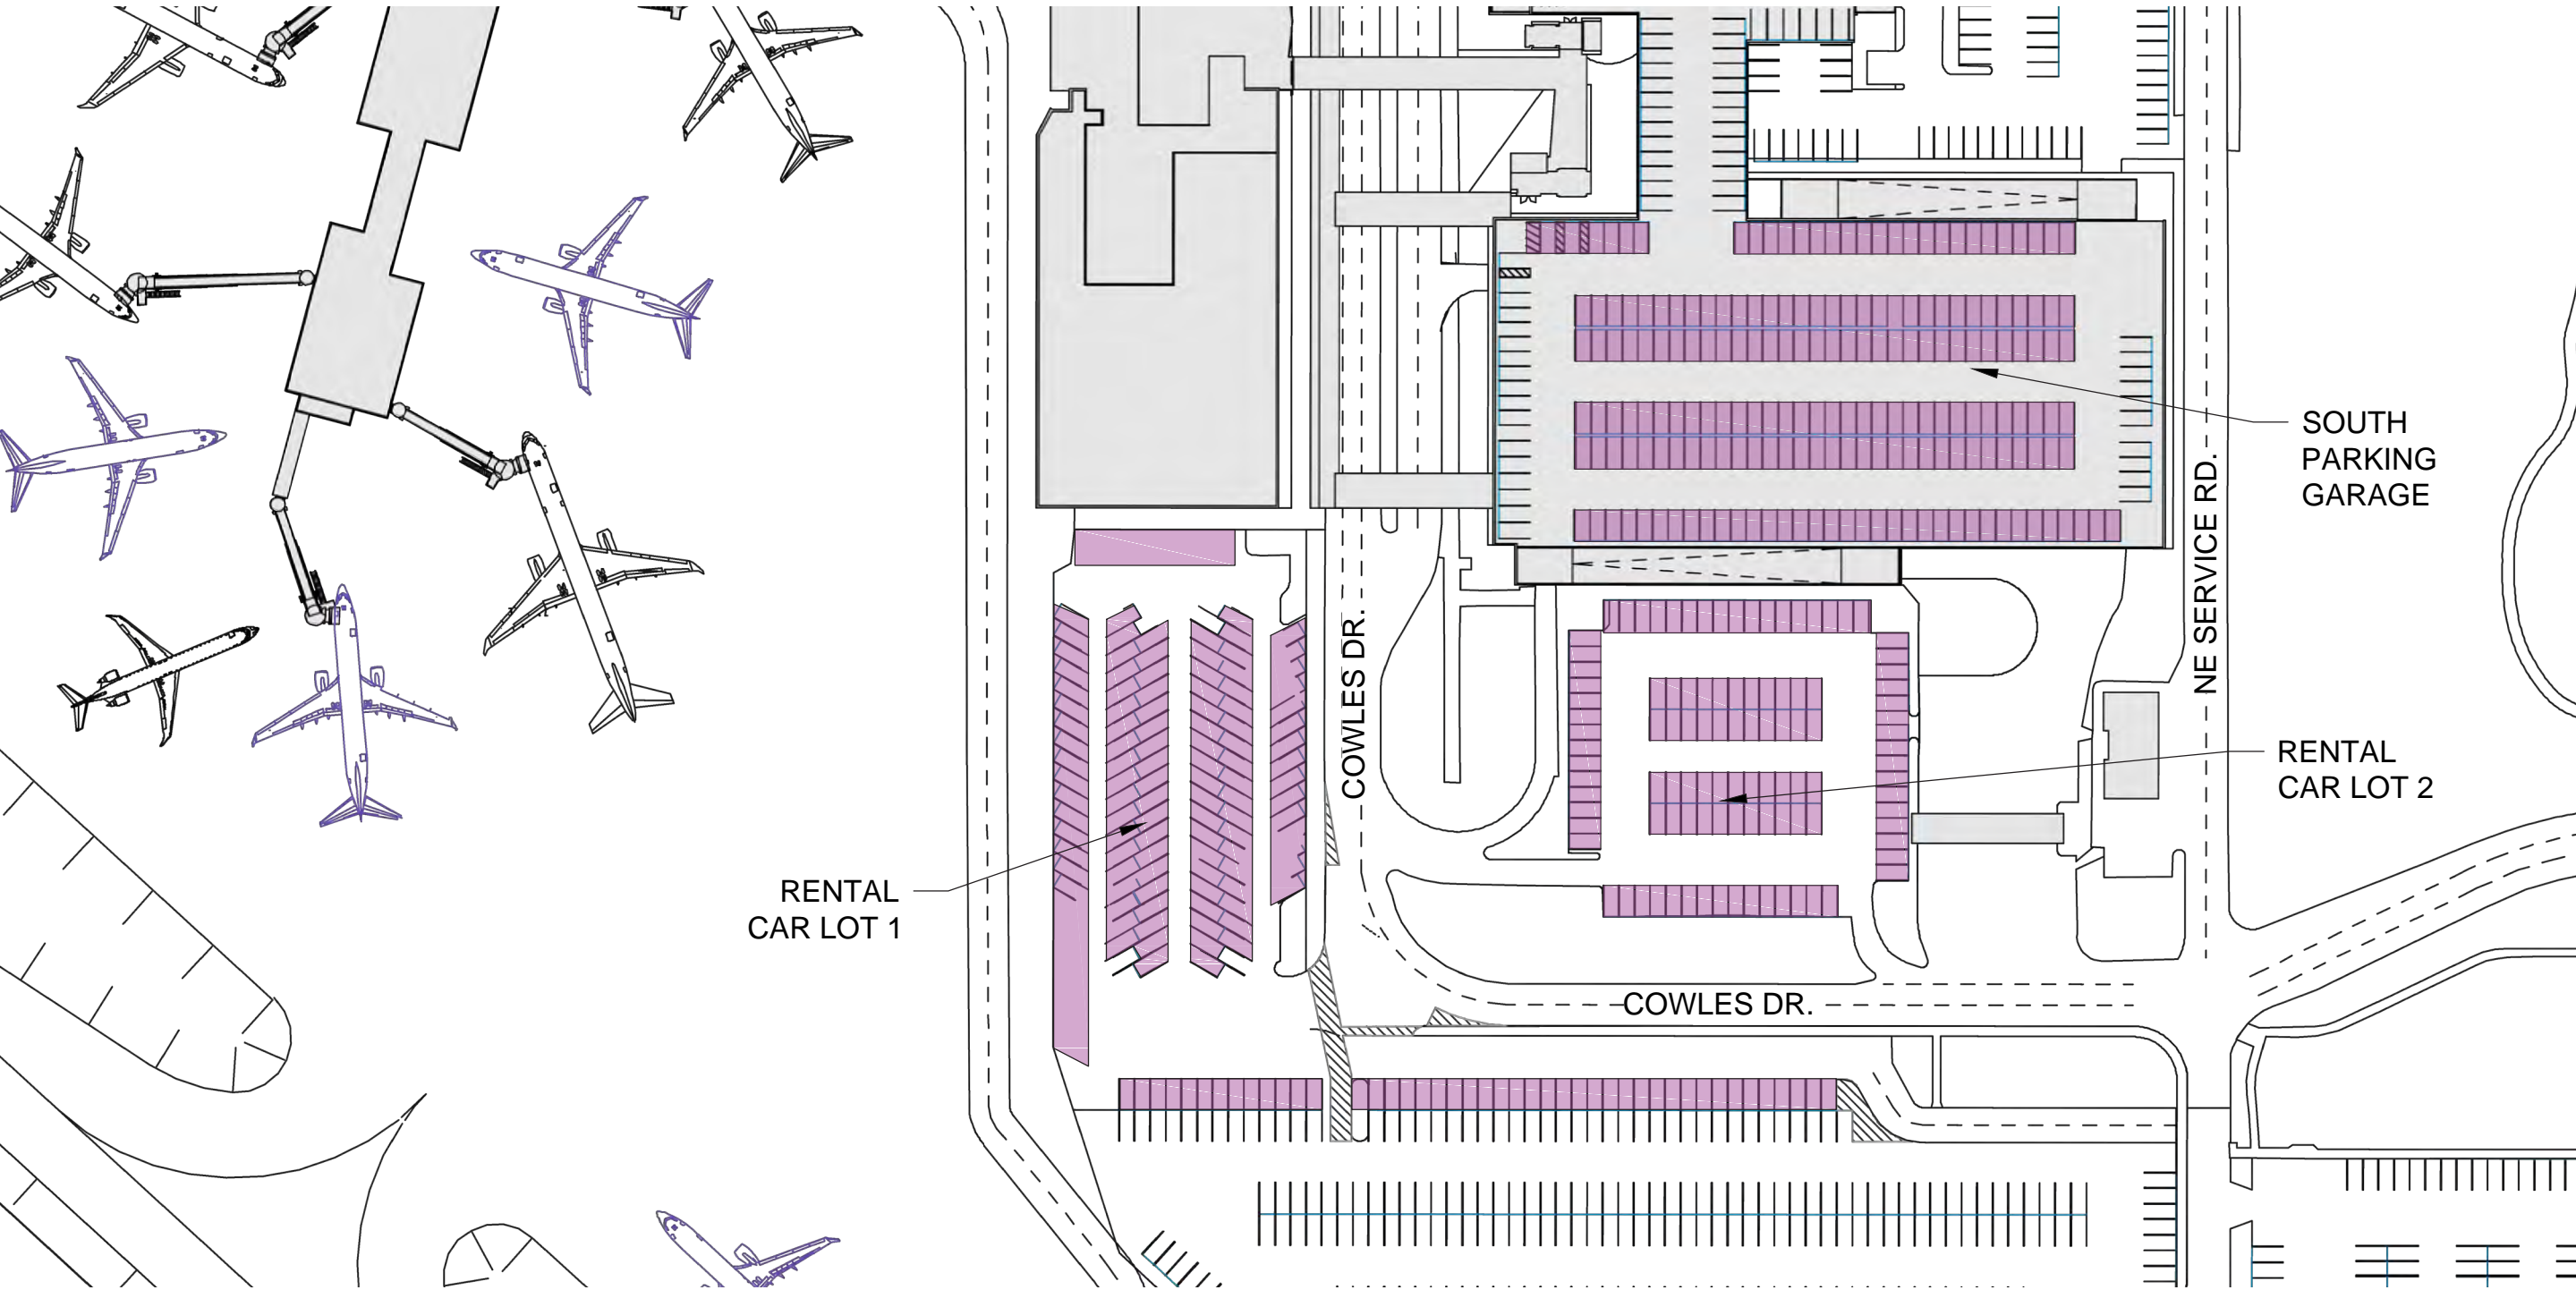 SOUTH
PARKING
GARAGE
NE SERVICE RD.
COWLES DR.
RENTAL
CAR LOT 2
RENTAL
CAR LOT 1
COWLES DR.